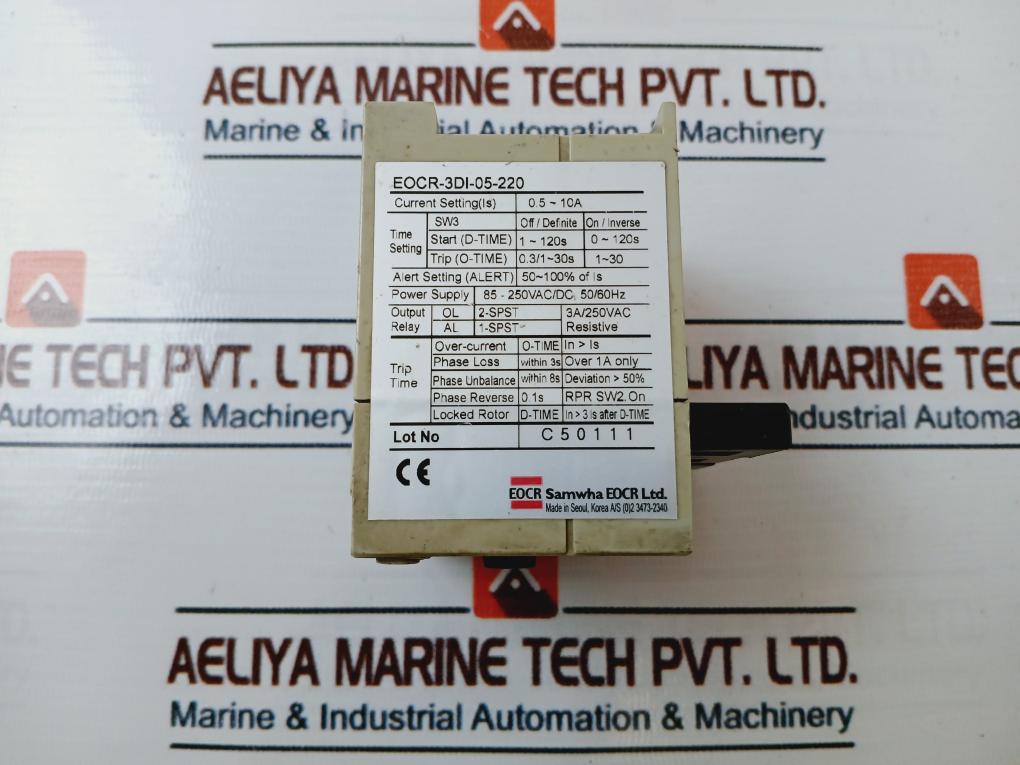 AELIYA MARINE TECH PVT. LTD.
Marine & Industrial Automation & Machinery
EOCR-3DI-05-220
Current Setting(Is) 0.5 ~ 10A
Time Setting
SW3 Off / Definite On / Inverse
Start (D-TIME) 1 ~ 120s 0 ~ 120s
Trip (O-TIME) 0.3/1~30s 1~30
Alert Setting (ALERT) 50~100% of Is
Power Supply 85 - 250VAC/DC, 50/60Hz
Output Relay
OL 2-SPST 3A/250VAC
AL 1-SPST Resistive
Trip Time
Over-current O-TIME In > Is
Phase Loss within 3s Over 1A only
Phase Unbalance within 8s Deviation > 50%
Phase Reverse 0.1s RPR SW2. On
Locked Rotor D-TIME In > 3 Is after D-TIME
Lot No C50111
CE
EOCR Samwha EOCR Ltd.
Made in Seoul, Korea A/S (0)2 3473-2340
NE TECH PVT. LTD
Automation & Machinery
LIYA MARINE TECH
ndustrial Automa
AELIYA MARINE TECH PVT. LTD.
Marine & Industrial Automation & Machinery